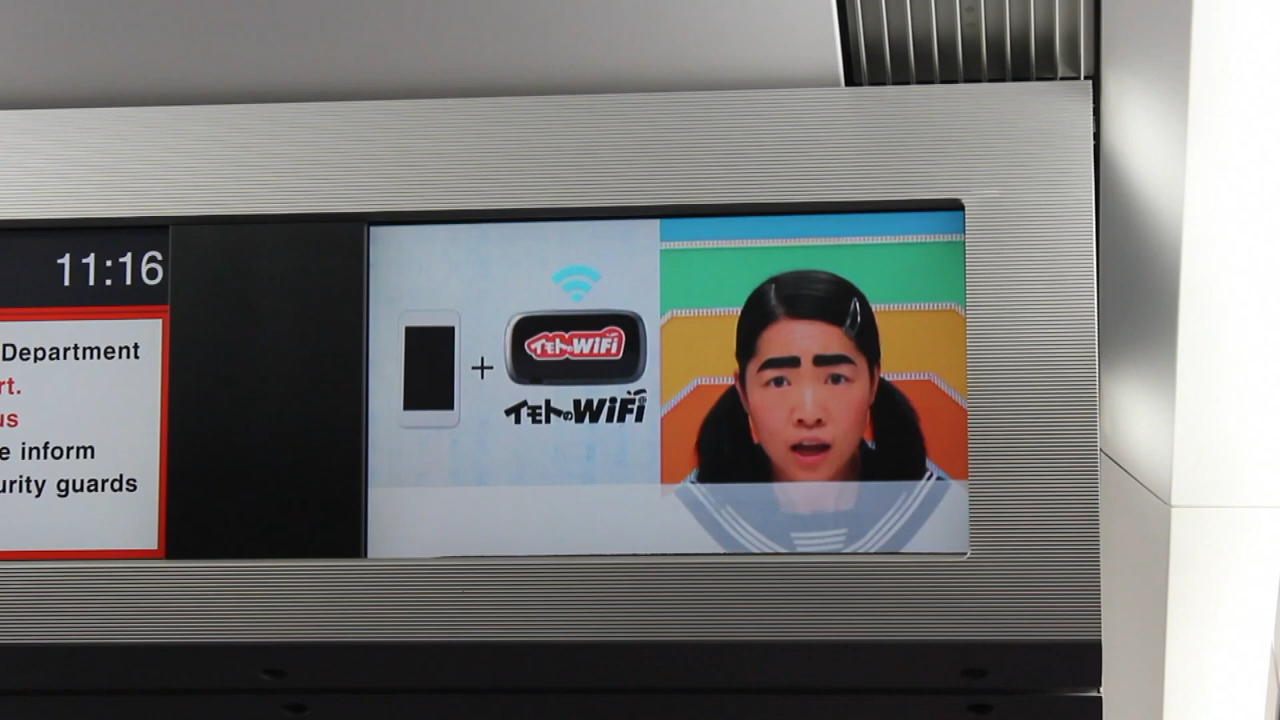 11:16
Department
rt.
us
e inform
urity guards
+
イモトのWiFi
イモトのWiFi